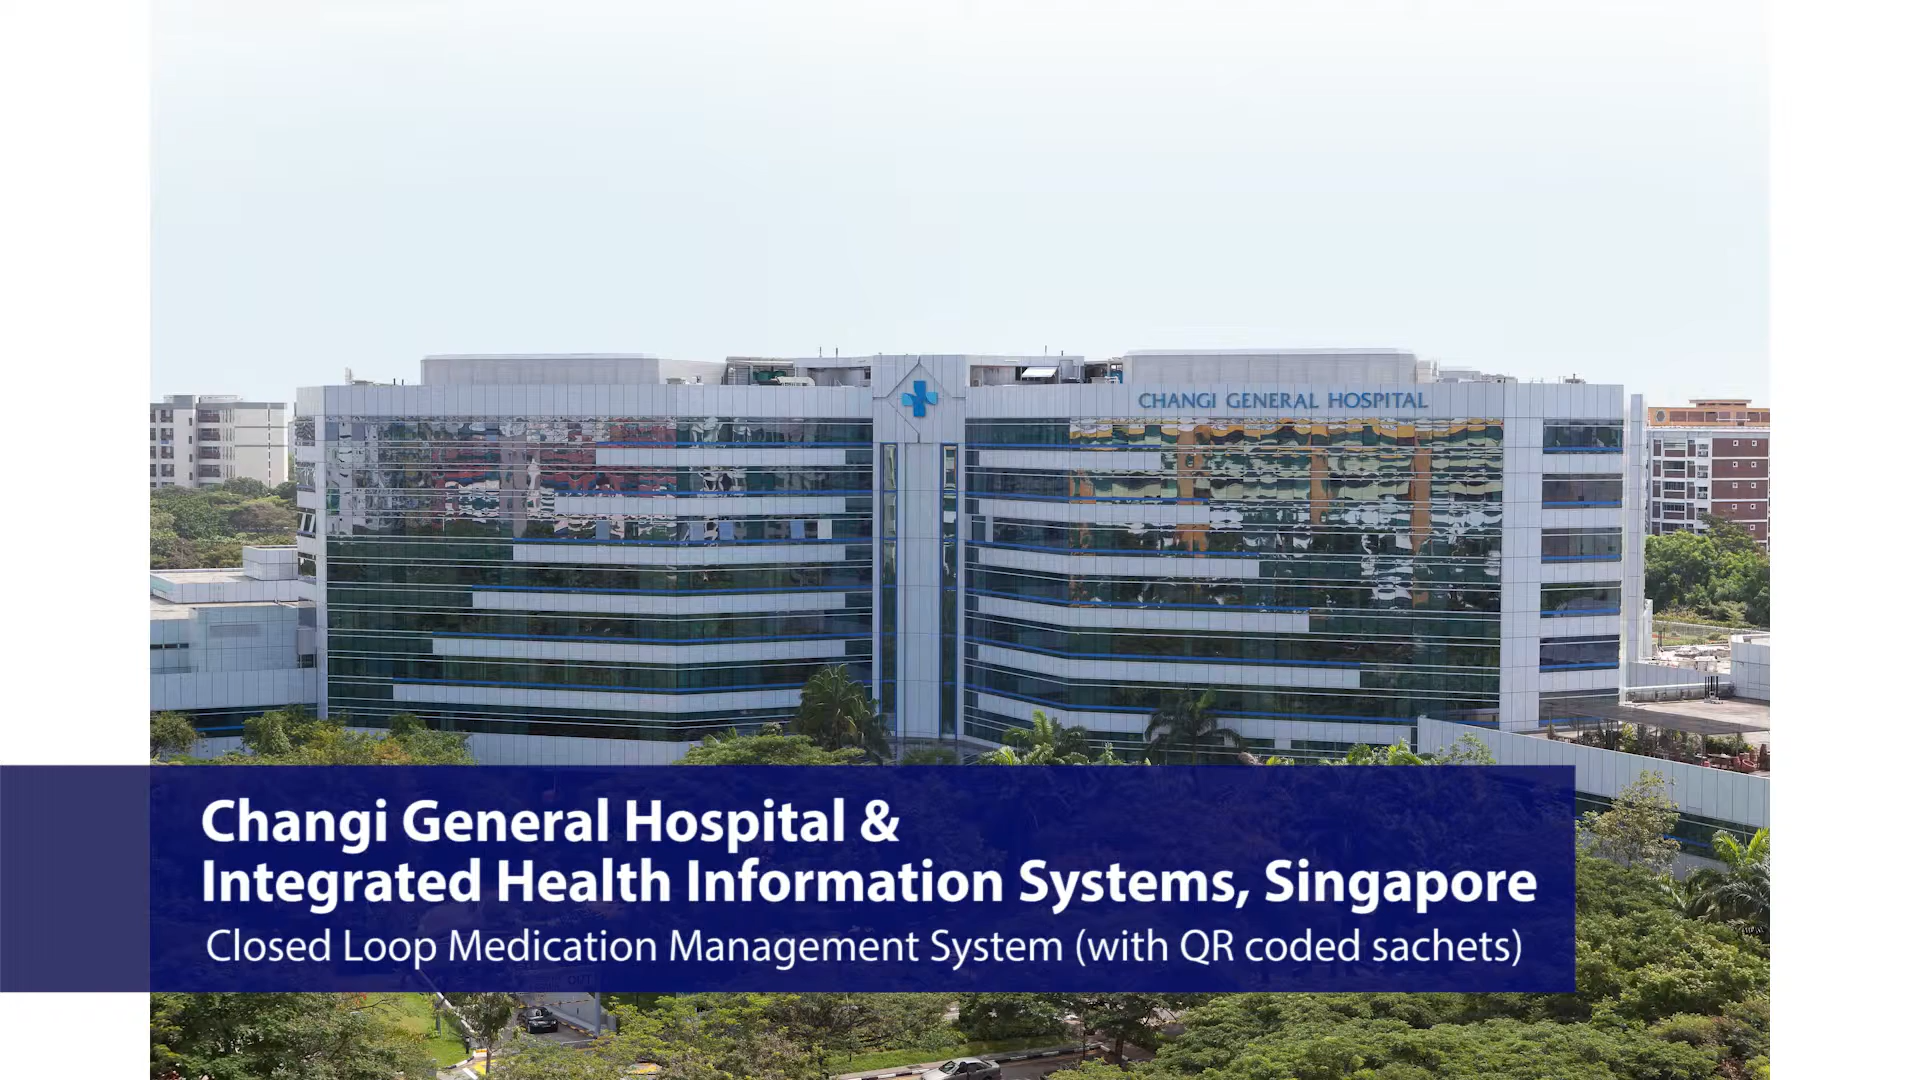 CHANGI GENERAL HOSPITAL
Changi General Hospital &
Integrated Health Information Systems, Singapore
Closed Loop Medication Management System (with QR coded sachets)
OUT